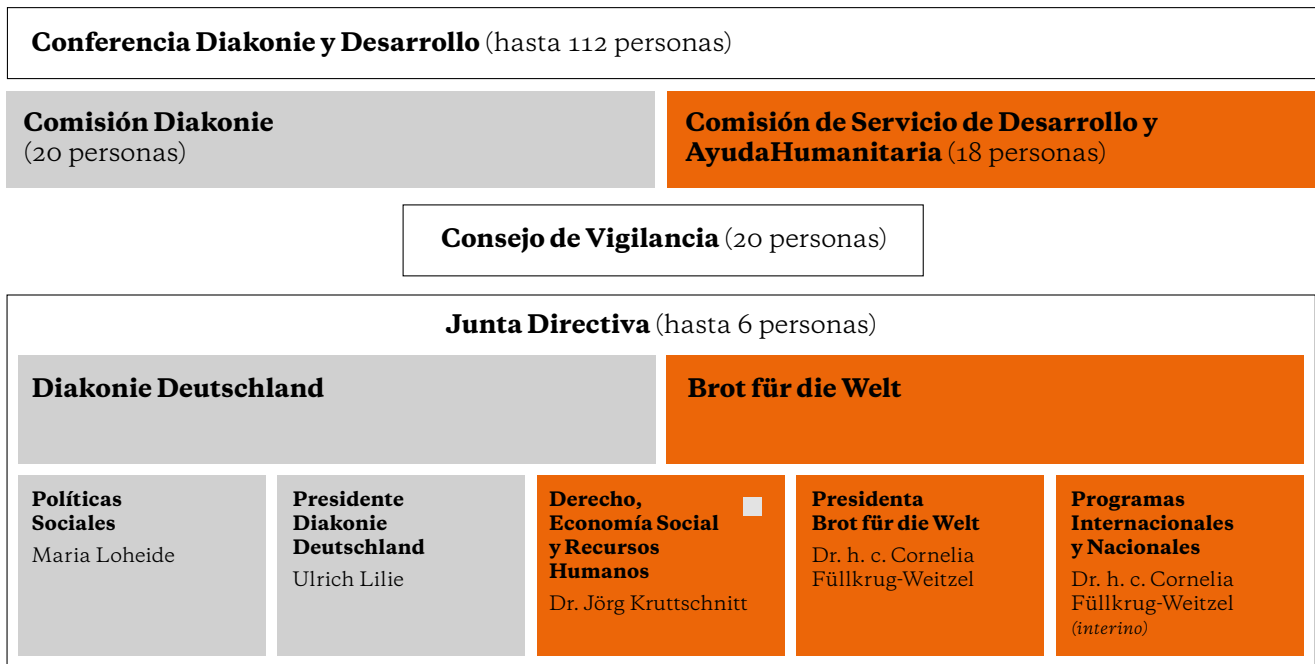 Conferencia Diakonie y Desarrollo (hasta 112 personas)
Comisión Diakonie
(20 personas)
Comisión de Servicio de Desarrollo y
AyudaHumanitaria (18 personas)
Consejo de Vigilancia (20 personas)
Junta Directiva (hasta 6 personas)
Diakonie Deutschland
Brot für die Welt
Políticas
Sociales
Maria Loheide
Presidente
Diakonie
Deutschland
Ulrich Lilie
Derecho,
Economía Social
y Recursos
Humanos
Dr. Jörg Kruttschnitt
Presidenta
Brot für die Welt
Dr. h. c. Cornelia
Füllkrug-Weitzel
Programas
Internacionales
y Nacionales
Dr. h. c. Cornelia
Füllkrug-Weitzel
(interino)